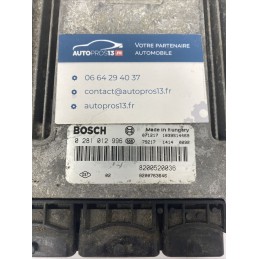 AUTOPROS13.FR
VOTRE PARTENAIRE
AUTOMOBILE
06 64 29 40 37
contact@autopros13.fr
autopros13.fr
BOSCH
Made in Hungary
0 281 012 996
8200520036